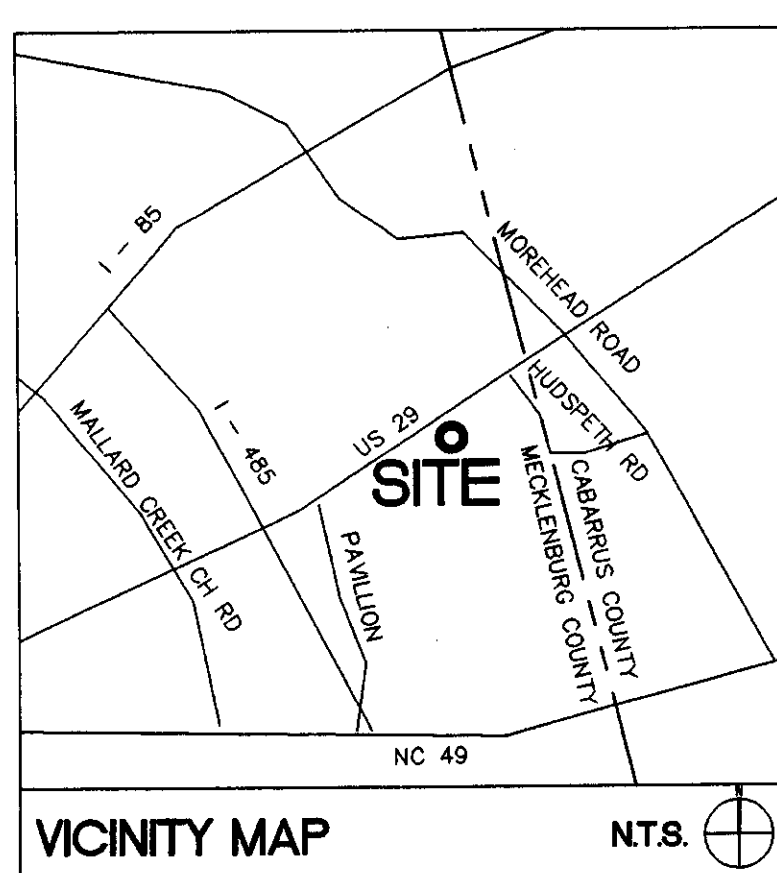 I - 85
MOREHEAD ROAD
HUDSPETH RD
US 29
SITE
I - 485
MALLARD CREEK CH RD
PAVILLION
CABARRUS COUNTY
MECKLENBURG COUNTY
NC 49
VICINITY MAP
N.T.S.
N